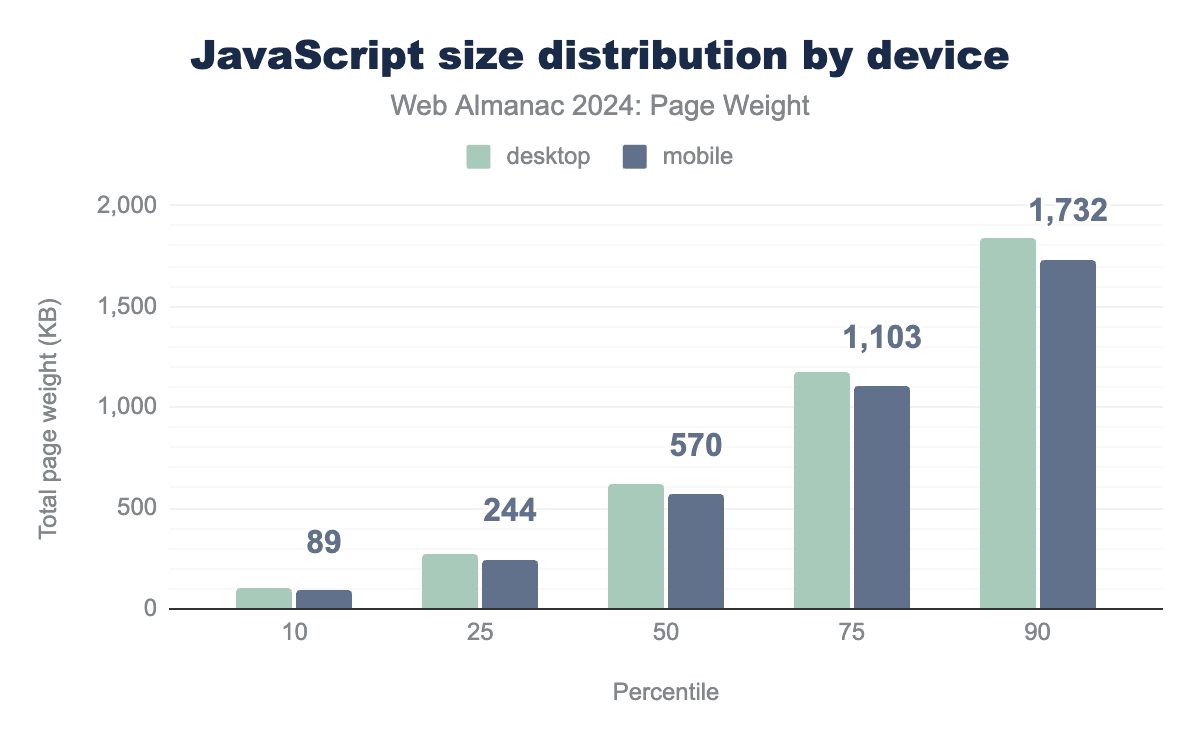 JavaScript size distribution by device
Web Almanac 2024: Page Weight
desktop mobile
Total page weight (KB)
2,000
1,500
1,000
500
0
89
244
570
1,103
1,732
10 25 50 75 90
Percentile